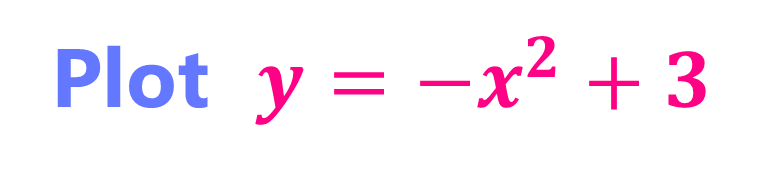 Plot y = −x² + 3